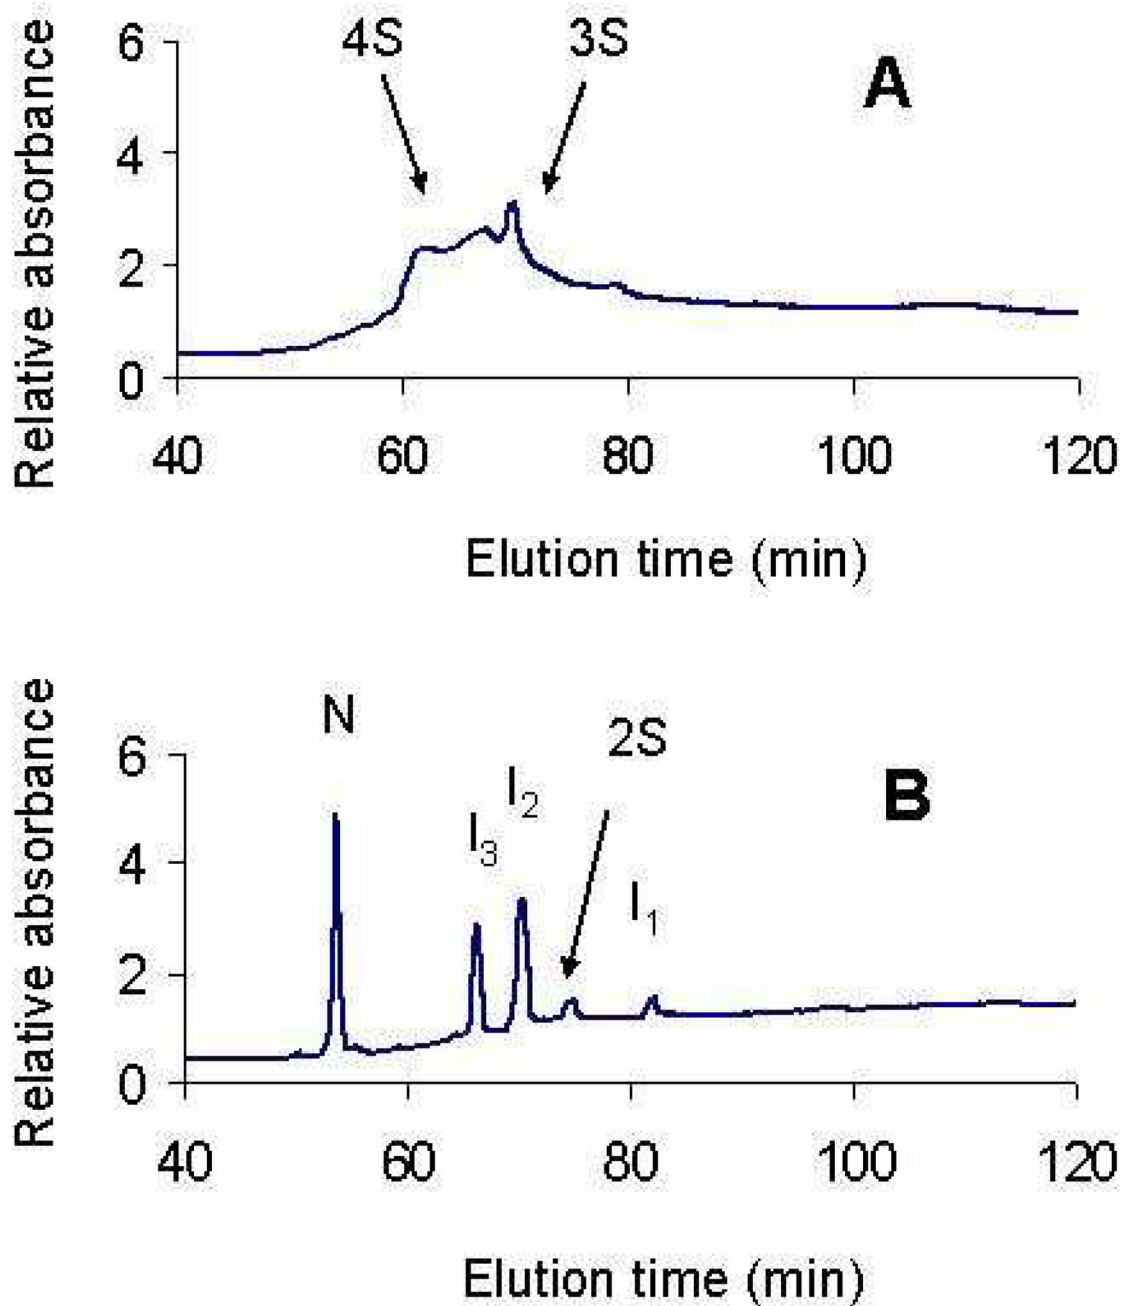 4S 3S
A
Relative absorbance
6
4
2
0
40 60 80 100 120
Elution time (min)
N
2S
I2
I3
B
I1
Relative absorbance
6
4
2
0
40 60 80 100 120
Elution time (min)